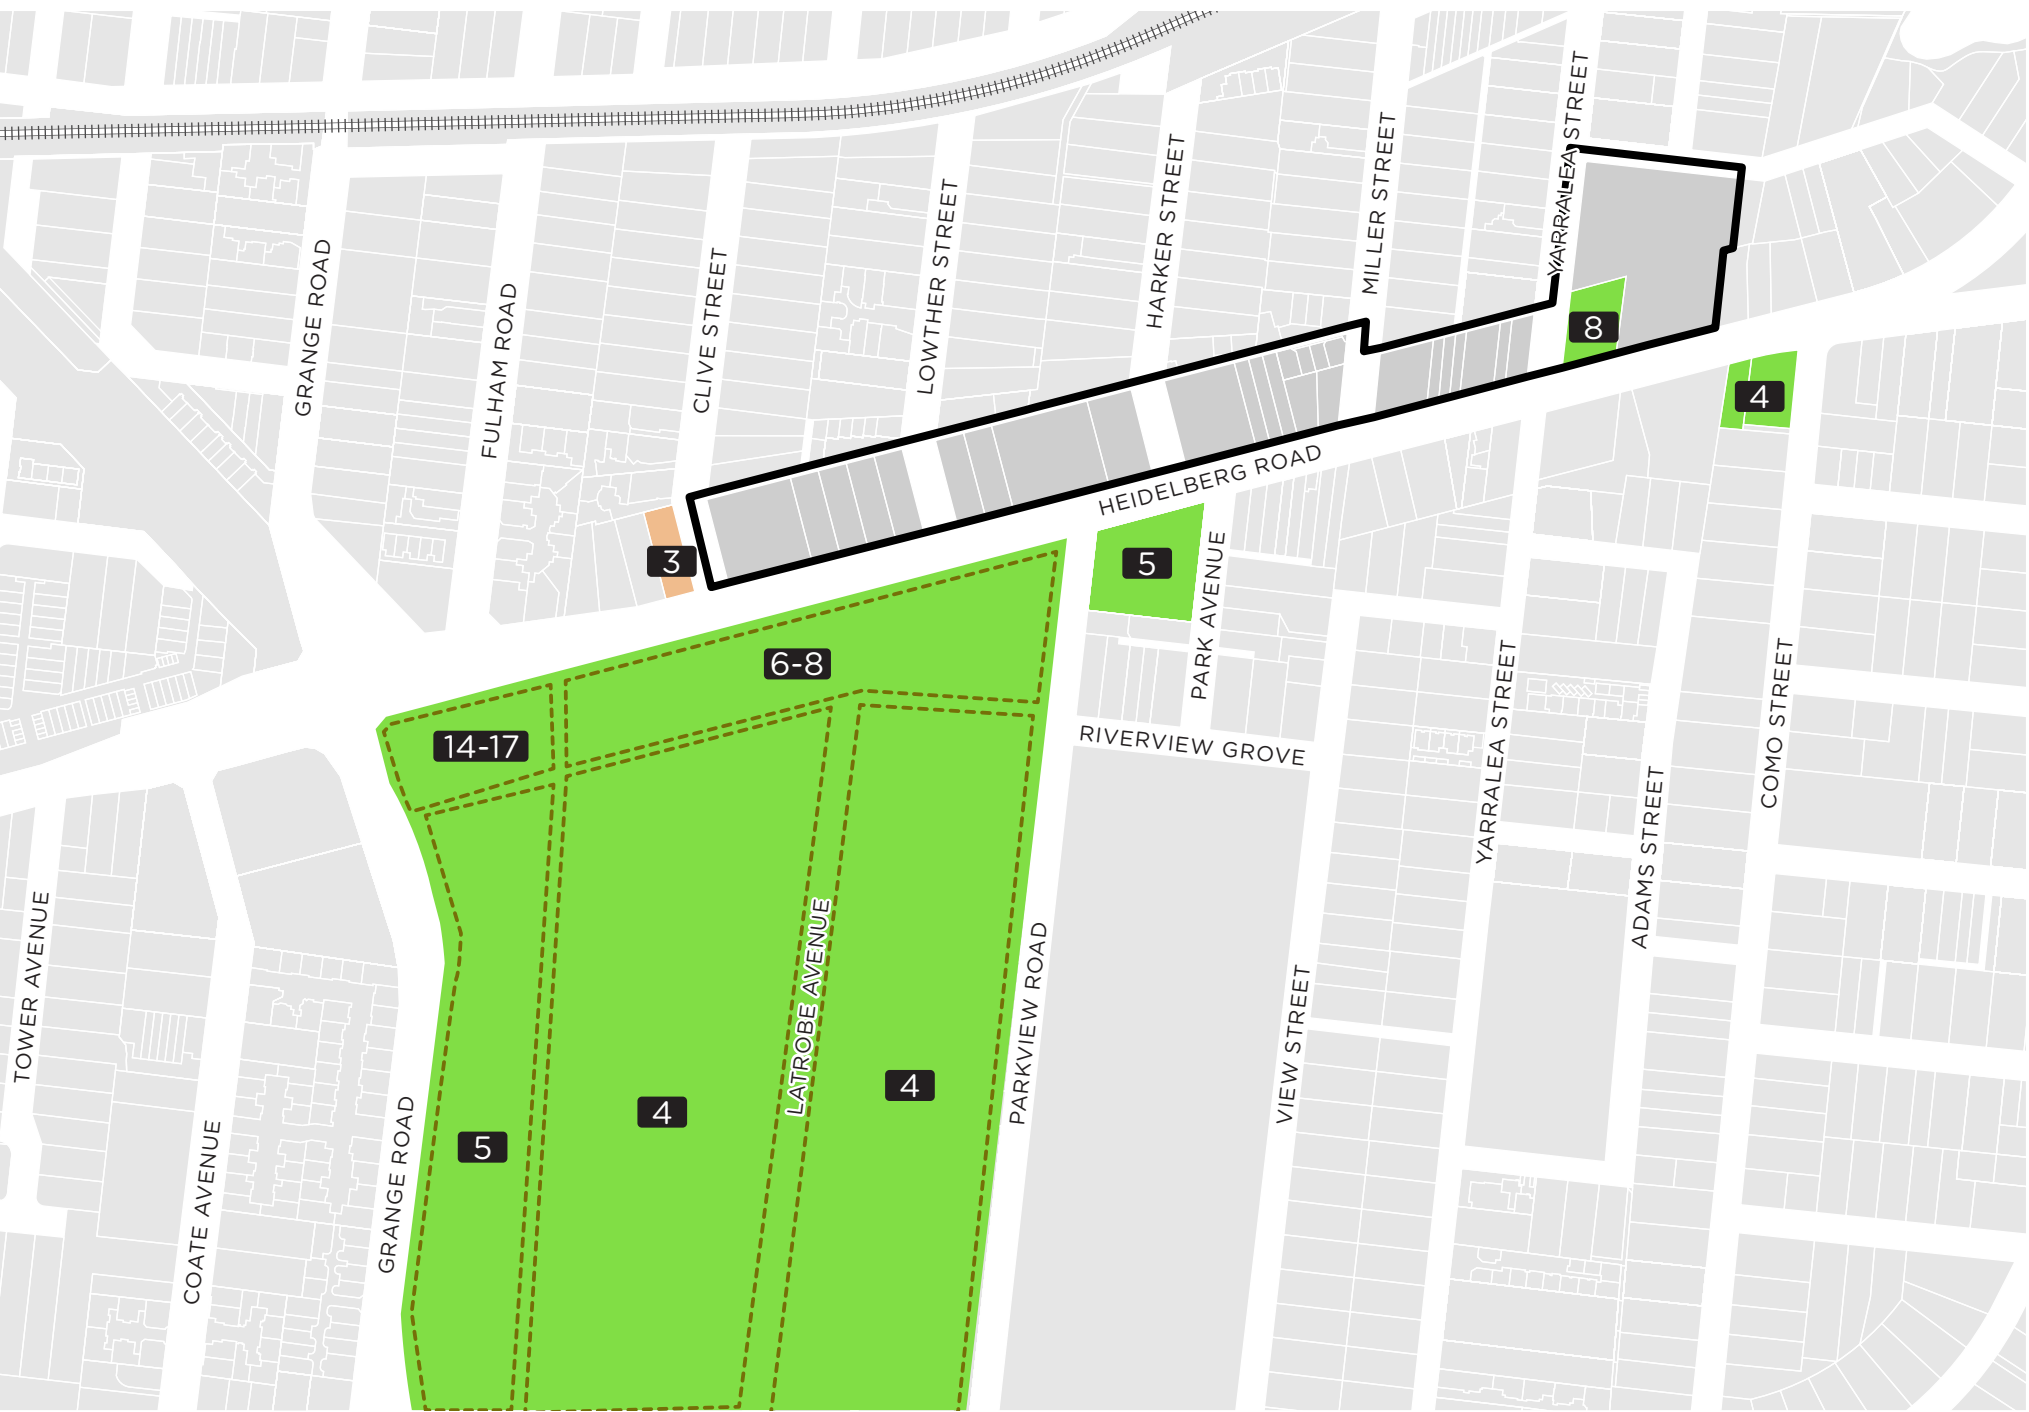 YARRALEA STREET
MILLER STREET
HARKER STREET
LOWTHER STREET
GRANGE ROAD
CLIVE STREET
FULHAM ROAD
8
4
HEIDELBERG ROAD
3
5
PARK AVENUE
6-8
14-17
RIVERVIEW GROVE
YARRALEA STREET
COMO STREET
ADAMS STREET
TOWER AVENUE
LATROBE AVENUE
PARKVIEW ROAD
VIEW STREET
4
4
5
GRANGE ROAD
COATE AVENUE